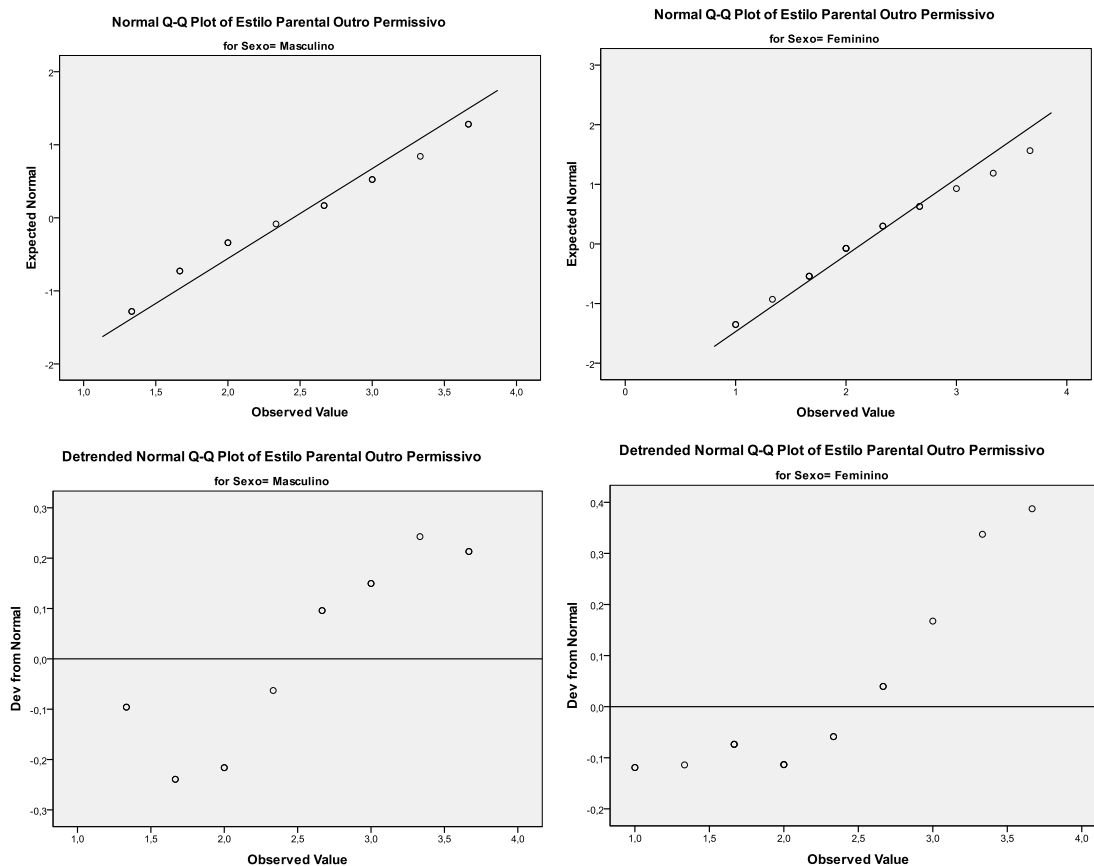 Normal Q-Q Plot of Estilo Parental Outro Permissivo
for Sexo= Masculino
Expected Normal
2
1
0
-1
-2
1,0 1,5 2,0 2,5 3,0 3,5 4,0
Observed Value
Normal Q-Q Plot of Estilo Parental Outro Permissivo
for Sexo= Feminino
Expected Normal
3
2
1
0
-1
-2
0 1 2 3 4
Observed Value
Detrended Normal Q-Q Plot of Estilo Parental Outro Permissivo
for Sexo= Masculino
Dev from Normal
0,3
0,2
0,1
0,0
-0,1
-0,2
-0,3
1,0 1,5 2,0 2,5 3,0 3,5 4,0
Observed Value
Detrended Normal Q-Q Plot of Estilo Parental Outro Permissivo
for Sexo= Feminino
Dev from Normal
0,4
0,3
0,2
0,1
0,0
-0,1
-0,2
1,0 1,5 2,0 2,5 3,0 3,5 4,0
Observed Value